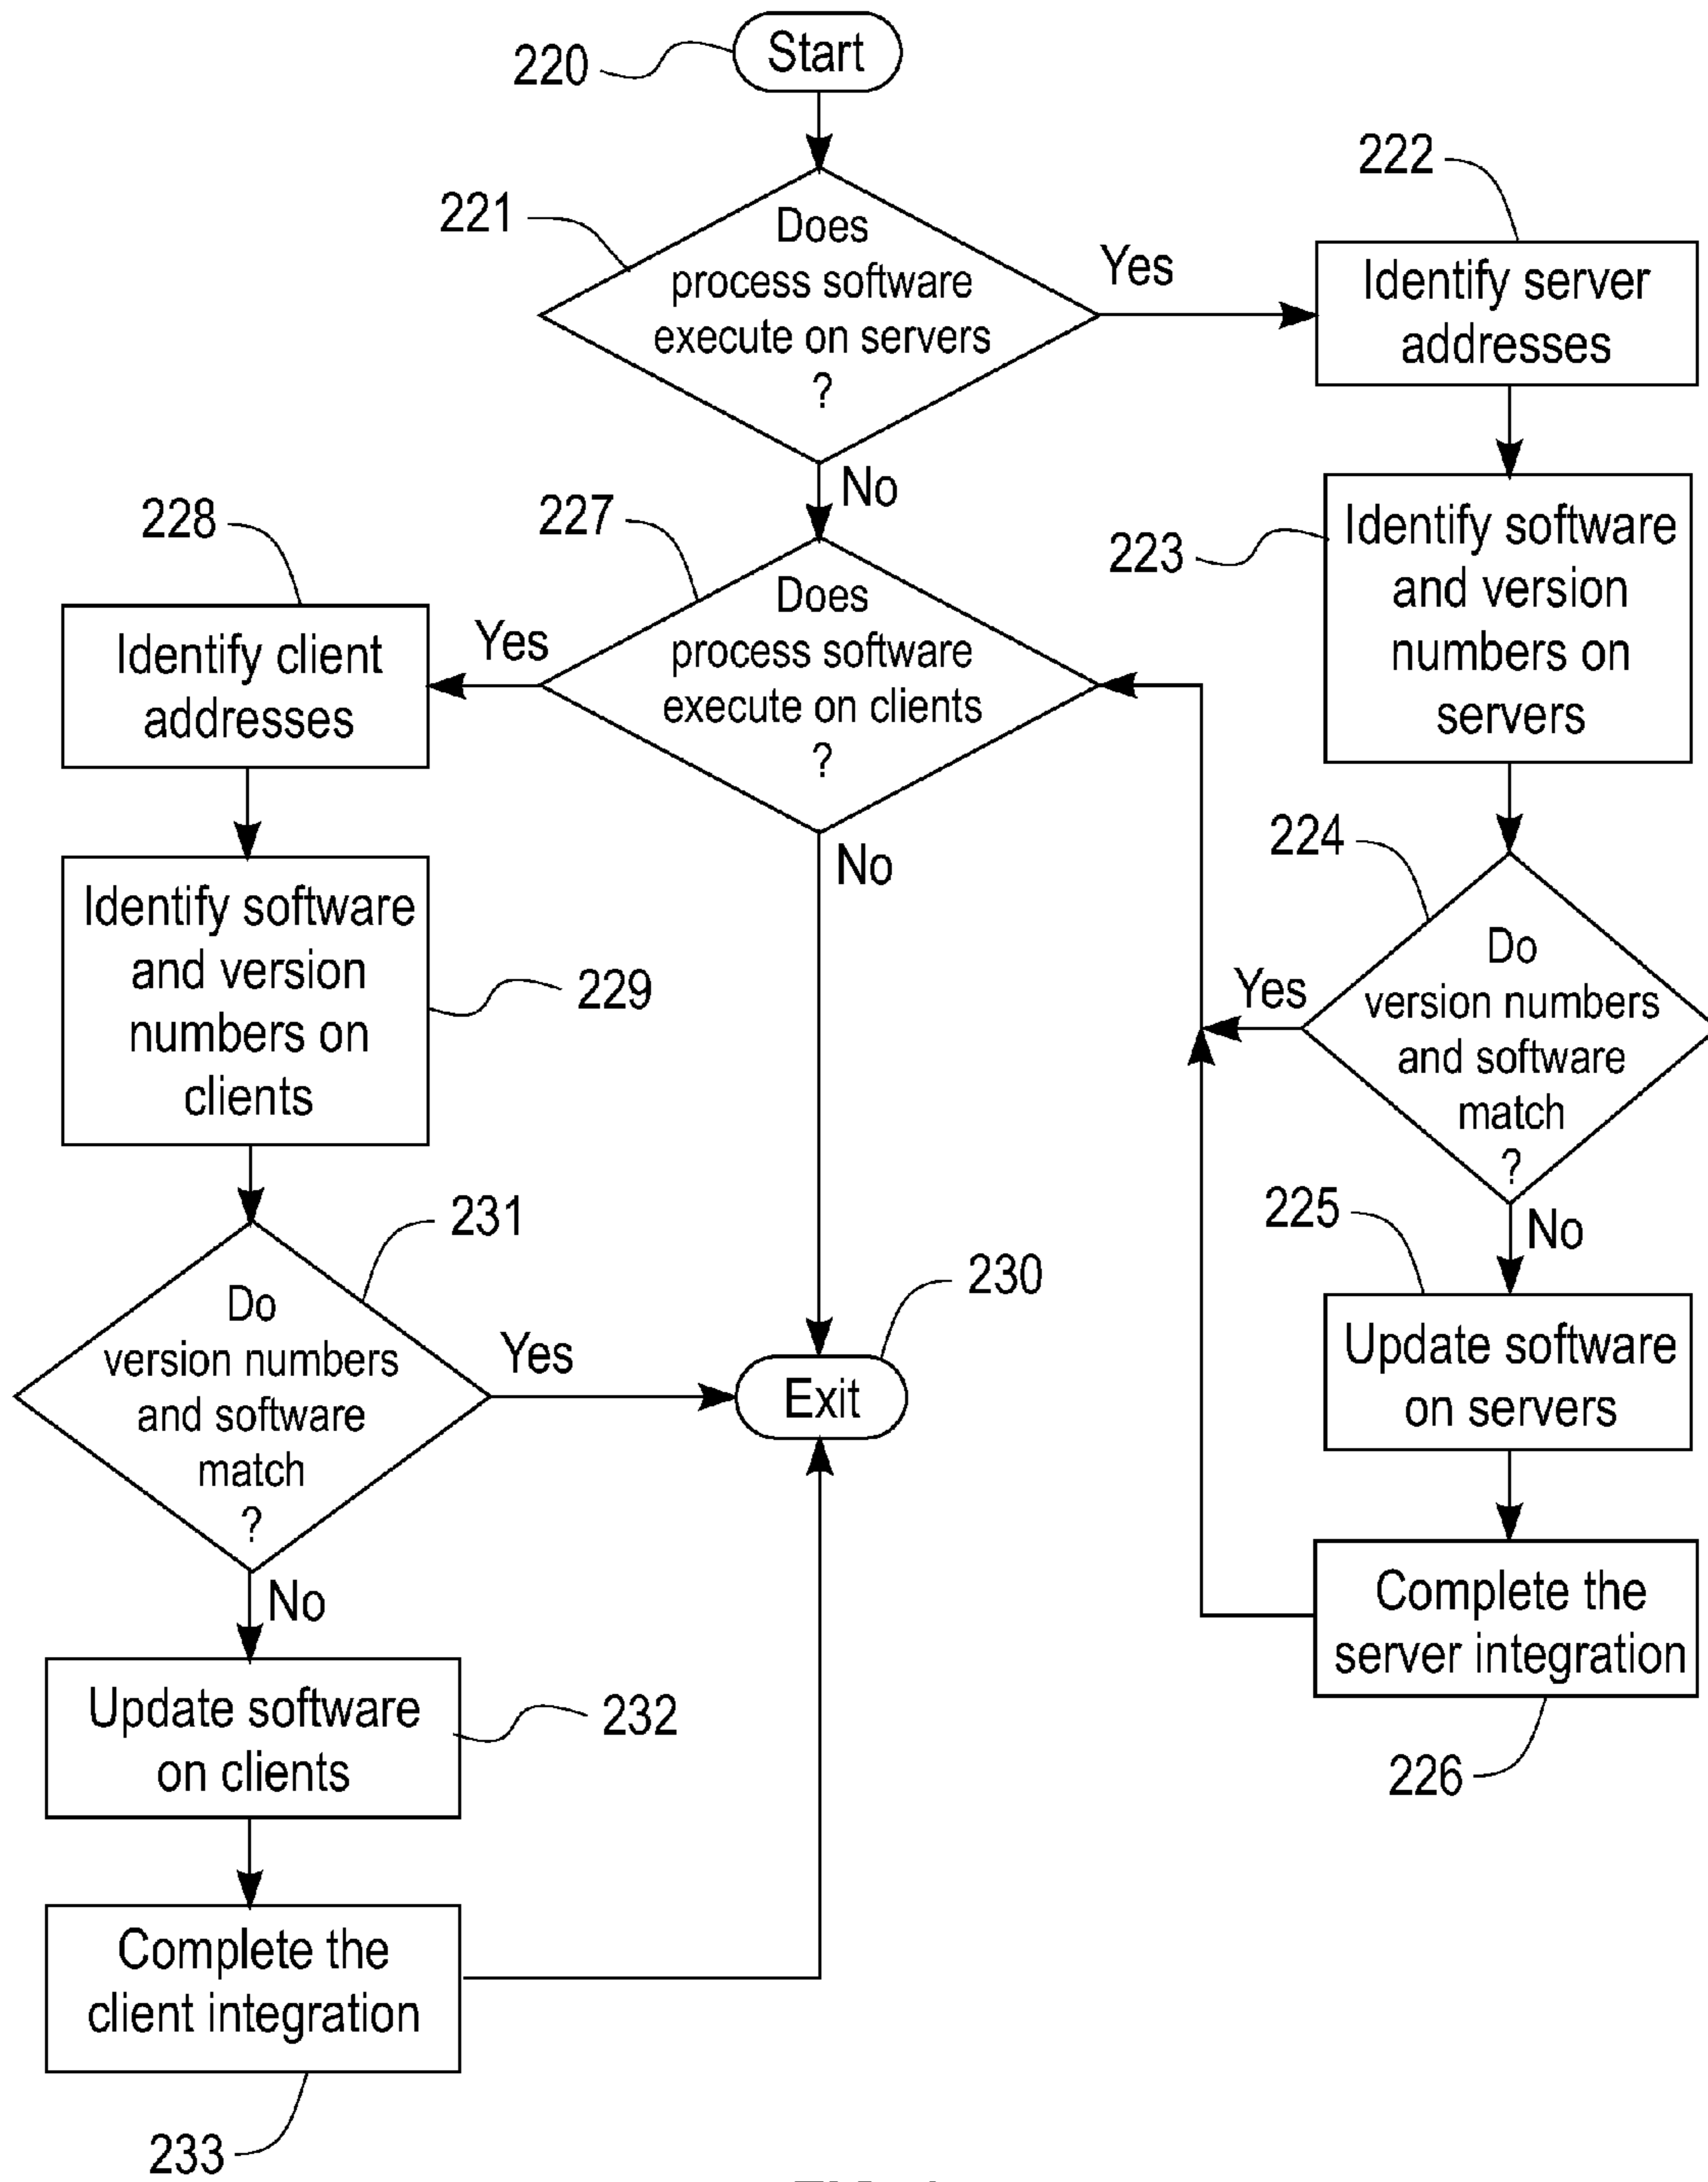 220
Start
221
Does
process software
execute on servers
?
Yes
222
Identify server
addresses
No
223
Identify software
and version
numbers on
servers
227
Does
process software
execute on clients
?
228
Yes
Identify client
addresses
No
224
Do
version numbers
and software
match
?
Yes
No
229
Identify software
and version
numbers on
clients
225
Update software
on servers
231
Do
version numbers
and software
match
?
Yes
230
Exit
No
226
Complete the
server integration
232
Update software
on clients
Complete the
client integration
233